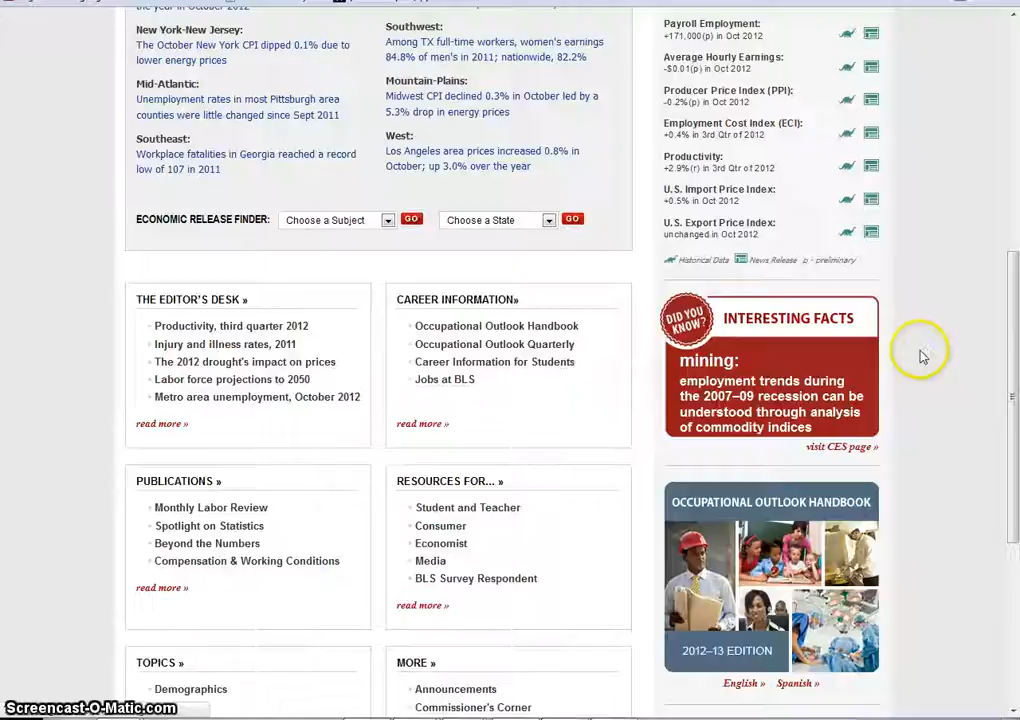 the year in October 2012
New York-New Jersey:
The October New York CPI dipped 0.1% due to
lower energy prices
Mid-Atlantic:
Unemployment rates in most Pittsburgh area
counties were little changed since Sept 2011
Southeast:
Workplace fatalities in Georgia reached a record
low of 107 in 2011
Southwest:
Among TX full-time workers, women's earnings
84.8% of men's in 2011; nationwide, 82.2%
Mountain-Plains:
Midwest CPI declined 0.3% in October led by a
5.3% drop in energy prices
West:
Los Angeles area prices increased 0.8% in
October; up 3.0% over the year
ECONOMIC RELEASE FINDER: Choose a Subject GO Choose a State GO
Payroll Employment:
+171,000(p) in Oct 2012
Average Hourly Earnings:
-$0.01(p) in Oct 2012
Producer Price Index (PPI):
-0.2%(p) in Oct 2012
Employment Cost Index (ECI):
+0.4% in 3rd Qtr of 2012
Productivity:
+2.9%(r) in 3rd Qtr of 2012
U.S. Import Price Index:
+0.5% in Oct 2012
U.S. Export Price Index:
unchanged in Oct 2012
Historical Data News Release p - preliminary
THE EDITOR'S DESK »
Productivity, third quarter 2012
Injury and illness rates, 2011
The 2012 drought's impact on prices
Labor force projections to 2050
Metro area unemployment, October 2012
read more »
CAREER INFORMATION»
Occupational Outlook Handbook
Occupational Outlook Quarterly
Career Information for Students
Jobs at BLS
read more »
DID YOU
KNOW?
INTERESTING FACTS
mining:
employment trends during
the 2007–09 recession can be
understood through analysis
of commodity indices
visit CES page »
PUBLICATIONS »
Monthly Labor Review
Spotlight on Statistics
Beyond the Numbers
Compensation & Working Conditions
read more »
RESOURCES FOR... »
Student and Teacher
Consumer
Economist
Media
BLS Survey Respondent
read more »
OCCUPATIONAL OUTLOOK HANDBOOK
2012–13 EDITION
English » Spanish »
TOPICS »
Demographics
MORE »
Announcements
Commissioner's Corner
Screencast-O-Matic.com